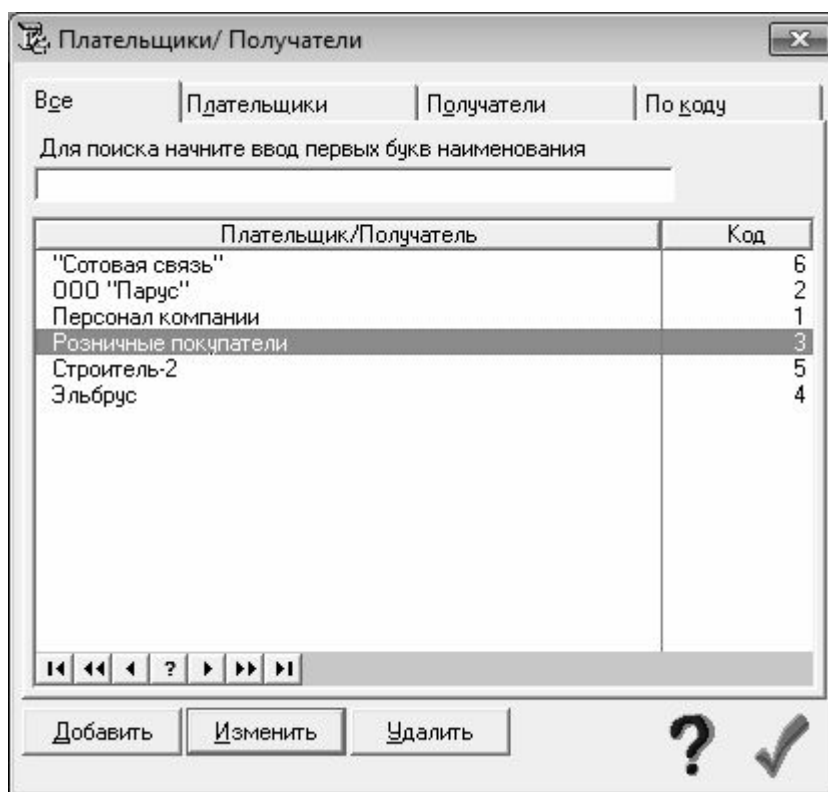 Плательщики/ Получатели
Все Плательщики Получатели По коду
Для поиска начните ввод первых букв наименования
Плательщик/Получатель Код
"Сотовая связь" 6
ООО "Парус" 2
Персонал компании 1
Розничные покупатели 3
Строитель-2 5
Эльбрус 4
?
Добавить Изменить Удалить ?